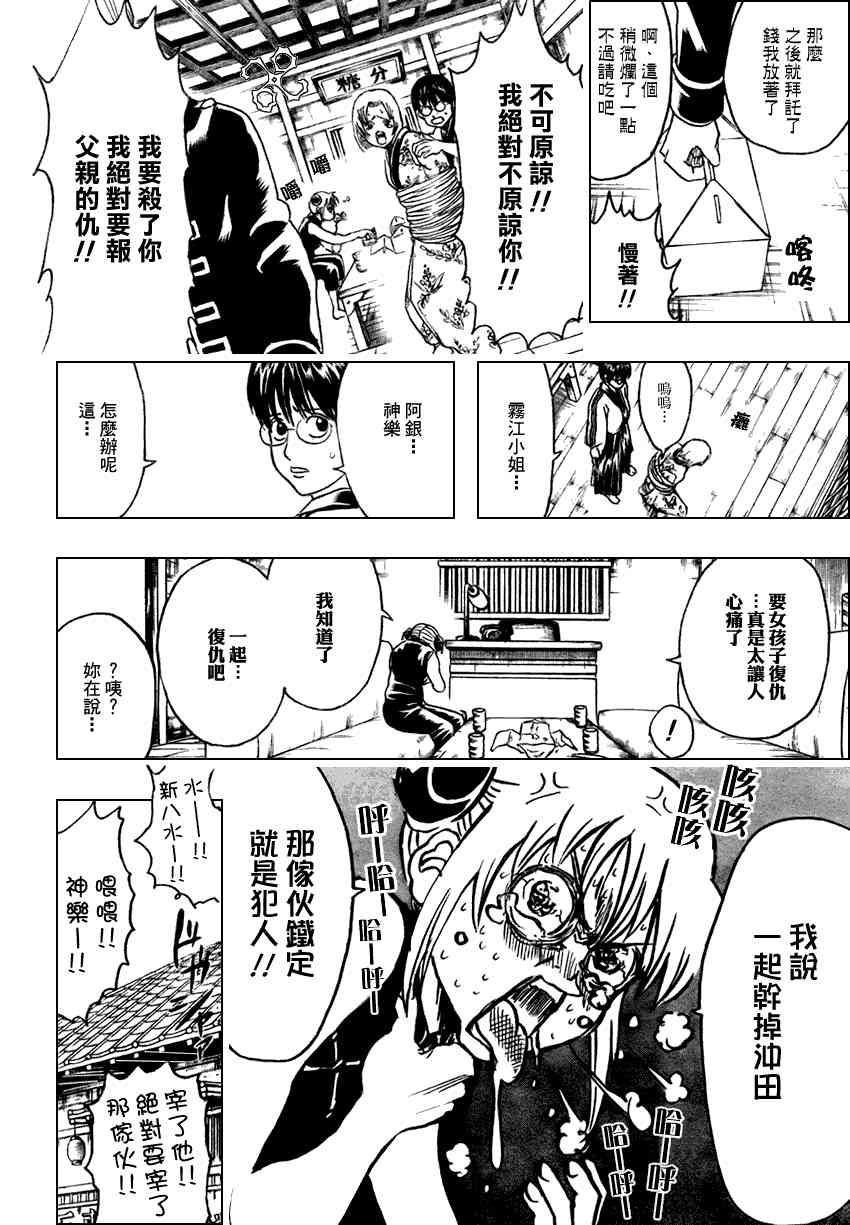 那麼
之後就拜託了
錢我放著了
啊、這個
稍微爛了一點
不過請吃吧
喀咚
慢著!!
糖分
不可原諒!!
我絕對不原諒你!!
嚼
嚼
我要殺了你
我絕對要報
父親的仇!!
嗚嗚…
癱
霧江小姐…
阿銀…
神樂
怎麼辦呢
這…
要女孩子復仇
…真是太讓人
心痛了
!
我知道了
一起…
復仇吧
?咦?
妳在說…
咳
咳
咳
咳
我說
一起幹掉沖田
那傢伙鐵定
就是犯人!!
呼—哈—哈—呼—
哈—哈—呼—
水—!!
新八水—!!
喂喂!!
神樂—!!
宰了他!!
絕對要宰了
那傢伙!!